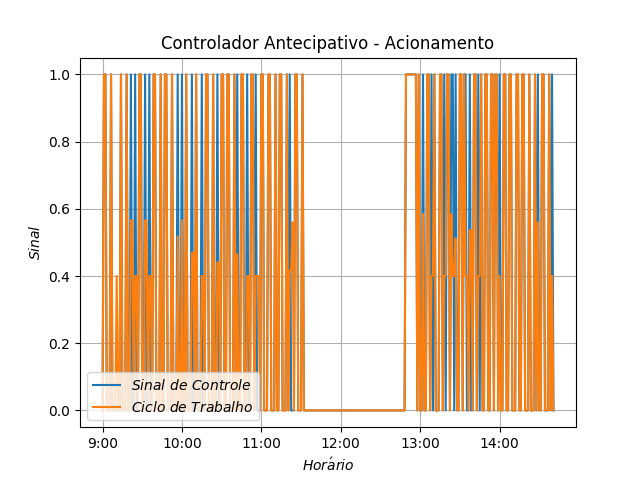 Controlador Antecipativo - Acionamento
1.0
0.8
0.6
0.4
0.2
0.0
Sinal
Sinal de Controle
Ciclo de Trabalho
9:00 10:00 11:00 12:00 13:00 14:00
Horário